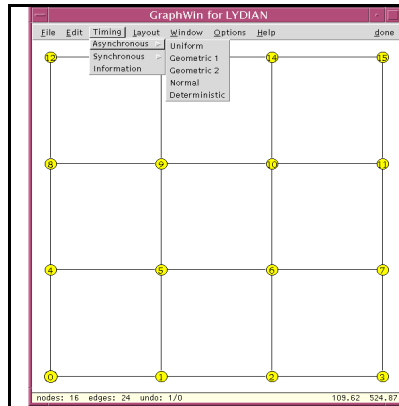 GraphWin for LYDIAN
File Edit Timing Layout Window Options Help done
Asynchronous
Synchronous
Information
Uniform
Geometric 1
Geometric 2
Normal
Deterministic
12 14 15
8 9 10 11
4 5 6 7
0 1 2 3
nodes: 16 edges: 24 undo: 1/0 109.62 524.87